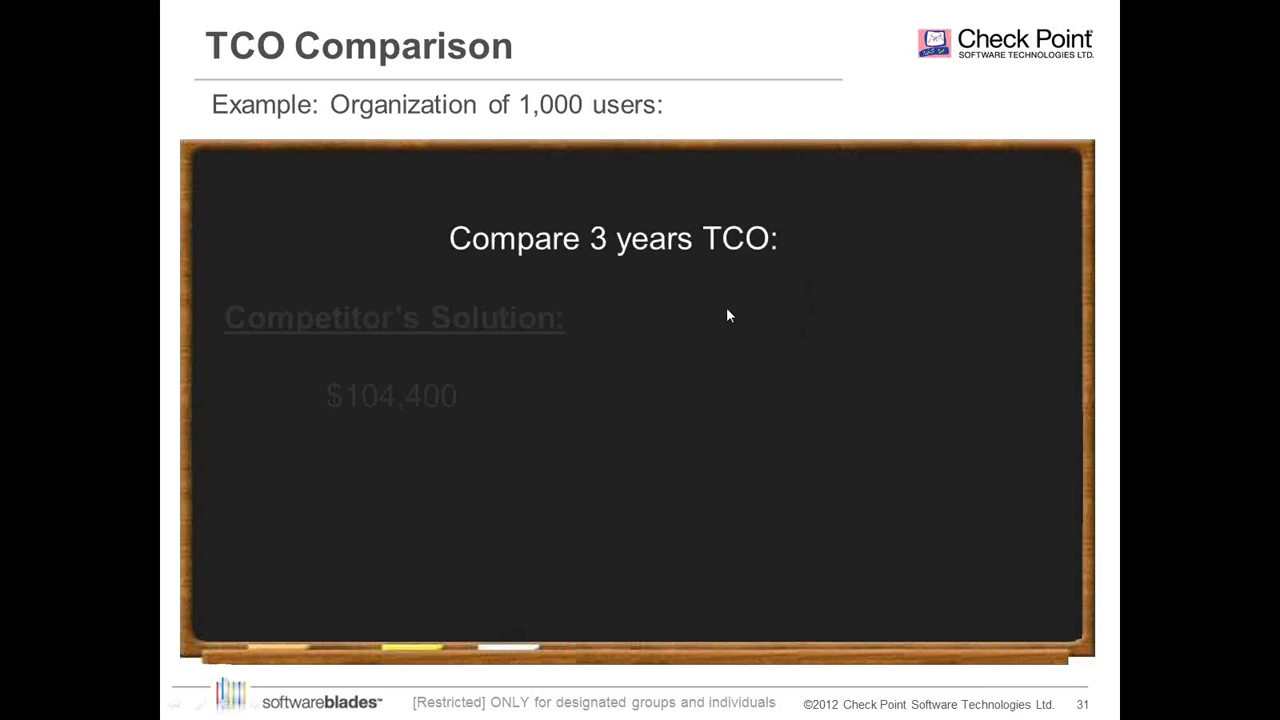 TCO Comparison
Check Point
SOFTWARE TECHNOLOGIES LTD.
Example: Organization of 1,000 users:
Compare 3 years TCO:
Competitor's Solution:
$104,400
softwareblades™
[Restricted] ONLY for designated groups and individuals
©2012 Check Point Software Technologies Ltd.
31